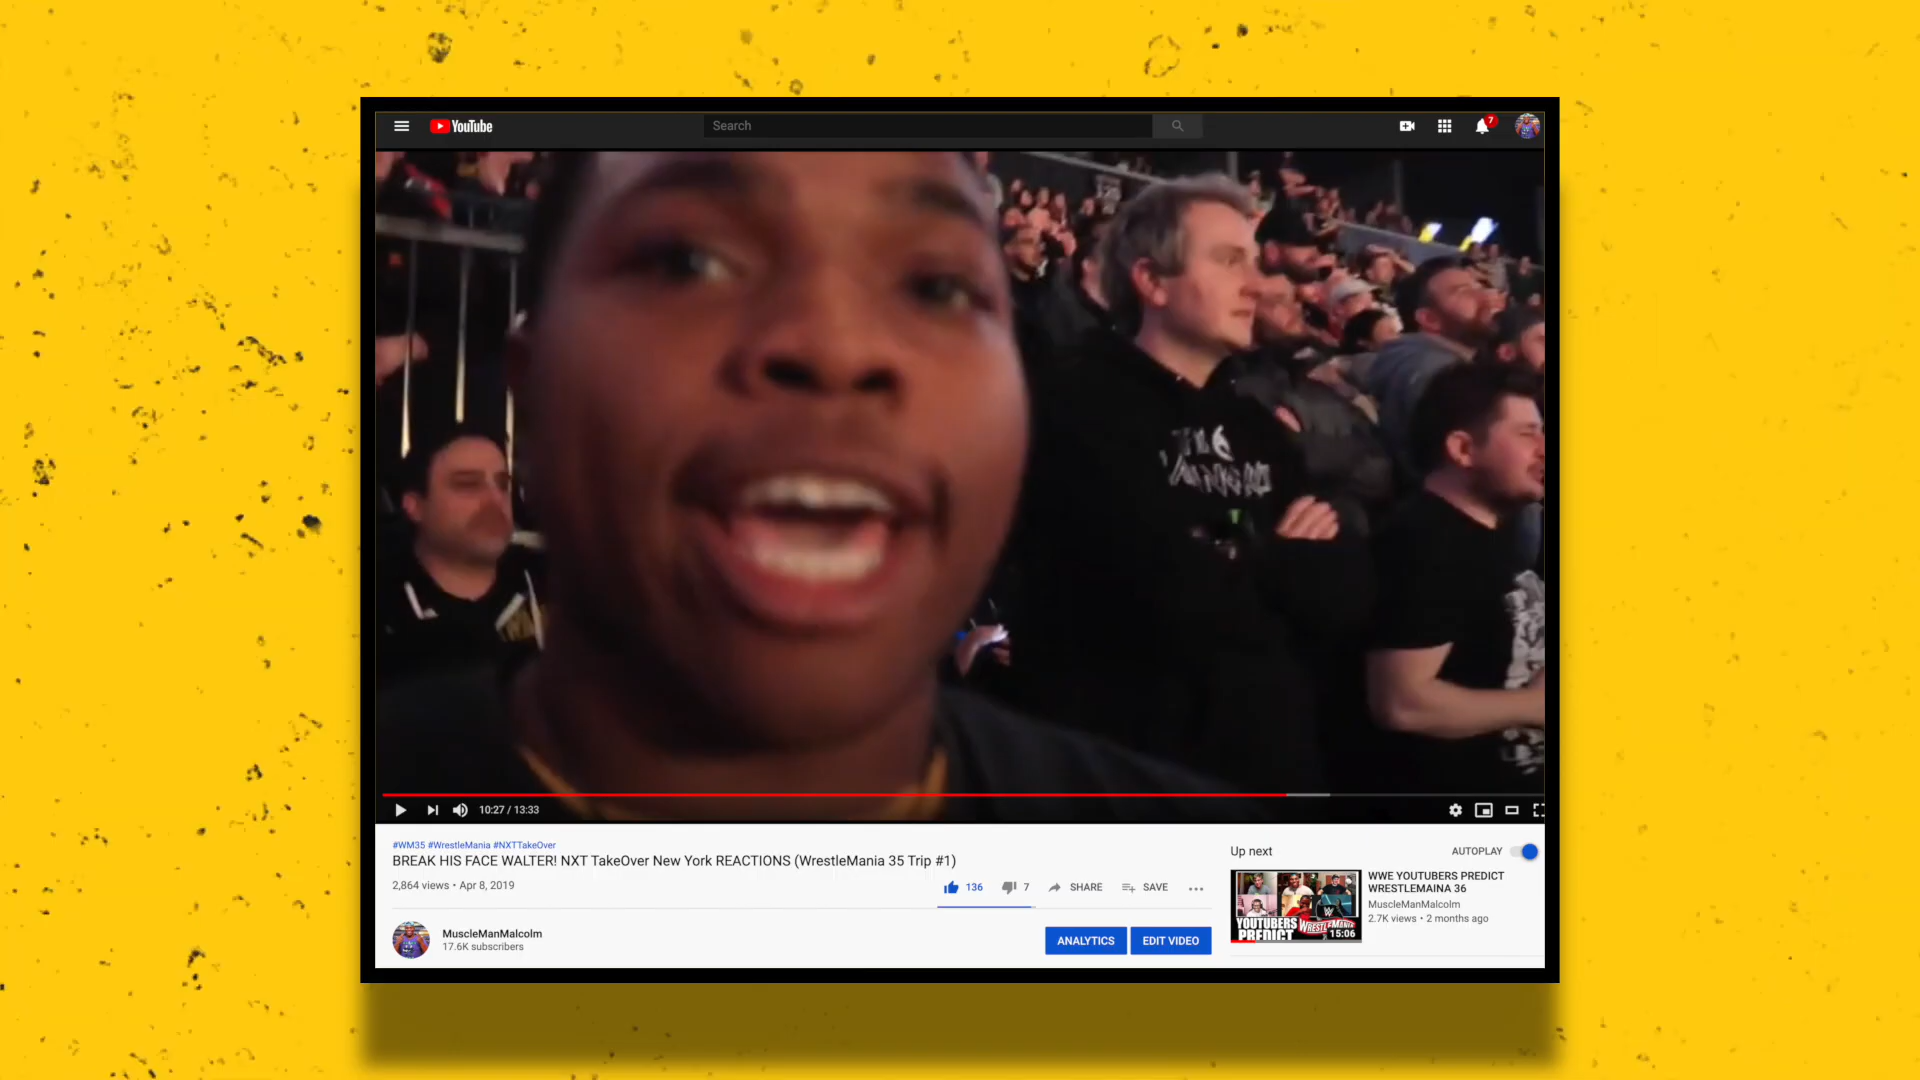 YouTube
Search
7
10:27 / 13:33
#WM35 #WrestleMania #NXTTakeOver
BREAK HIS FACE WALTER! NXT TakeOver New York REACTIONS (WrestleMania 35 Trip #1)
2,864 views • Apr 8, 2019
136
7
SHARE
SAVE
MuscleManMalcolm
17.6K subscribers
ANALYTICS
EDIT VIDEO
Up next
AUTOPLAY
YOUTUBERS
PREDICT
WRESTLEMANIA
15:06
WWE YOUTUBERS PREDICT
WRESTLEMAINA 36
MuscleManMalcolm
2.7K views • 2 months ago